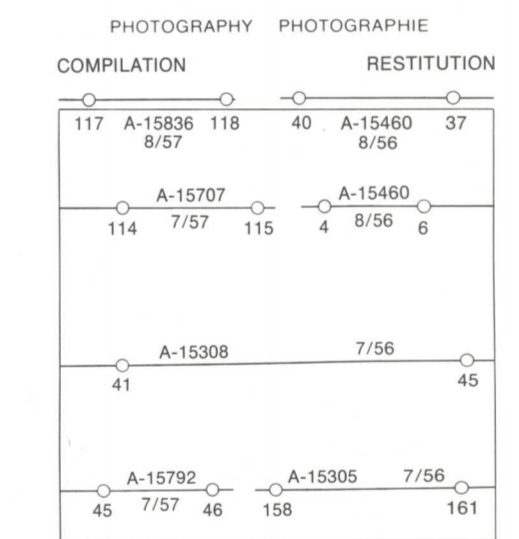 PHOTOGRAPHY PHOTOGRAPHIE
COMPILATION RESTITUTION
117 A-15836 118 40 A-15460 37
8/57 8/56
A-15707 A-15460
114 7/57 115 4 8/56 6
A-15308 7/56
41 45
A-15792 A-15305 7/56
45 7/57 46 158 161